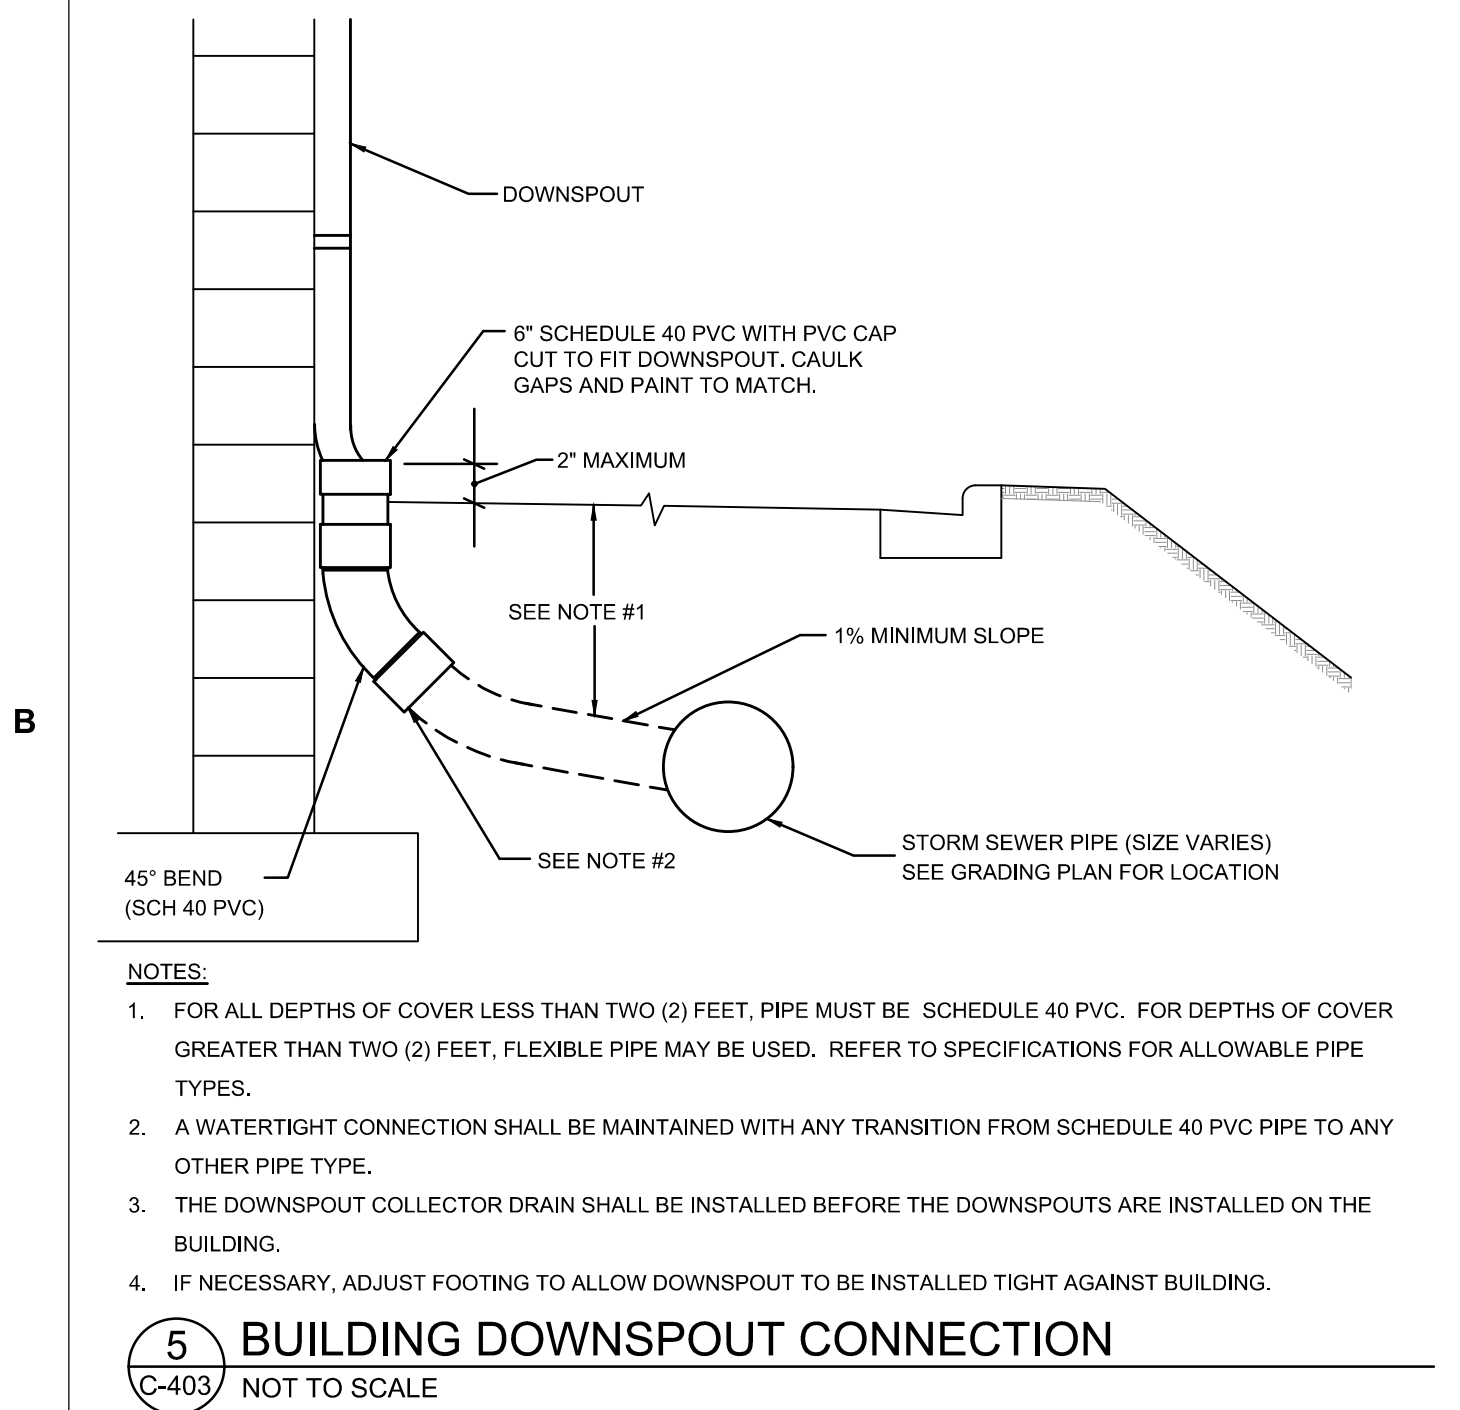 DOWNSPOUT
6" SCHEDULE 40 PVC WITH PVC CAP
CUT TO FIT DOWNSPOUT. CAULK
GAPS AND PAINT TO MATCH.
2" MAXIMUM
SEE NOTE #1
1% MINIMUM SLOPE
B
STORM SEWER PIPE (SIZE VARIES)
SEE GRADING PLAN FOR LOCATION
SEE NOTE #2
45° BEND
(SCH 40 PVC)
NOTES:
1. FOR ALL DEPTHS OF COVER LESS THAN TWO (2) FEET, PIPE MUST BE SCHEDULE 40 PVC. FOR DEPTHS OF COVER
GREATER THAN TWO (2) FEET, FLEXIBLE PIPE MAY BE USED. REFER TO SPECIFICATIONS FOR ALLOWABLE PIPE
TYPES.
2. A WATERTIGHT CONNECTION SHALL BE MAINTAINED WITH ANY TRANSITION FROM SCHEDULE 40 PVC PIPE TO ANY
OTHER PIPE TYPE.
3. THE DOWNSPOUT COLLECTOR DRAIN SHALL BE INSTALLED BEFORE THE DOWNSPOUTS ARE INSTALLED ON THE
BUILDING.
4. IF NECESSARY, ADJUST FOOTING TO ALLOW DOWNSPOUT TO BE INSTALLED TIGHT AGAINST BUILDING.
5 BUILDING DOWNSPOUT CONNECTION
C-403 NOT TO SCALE